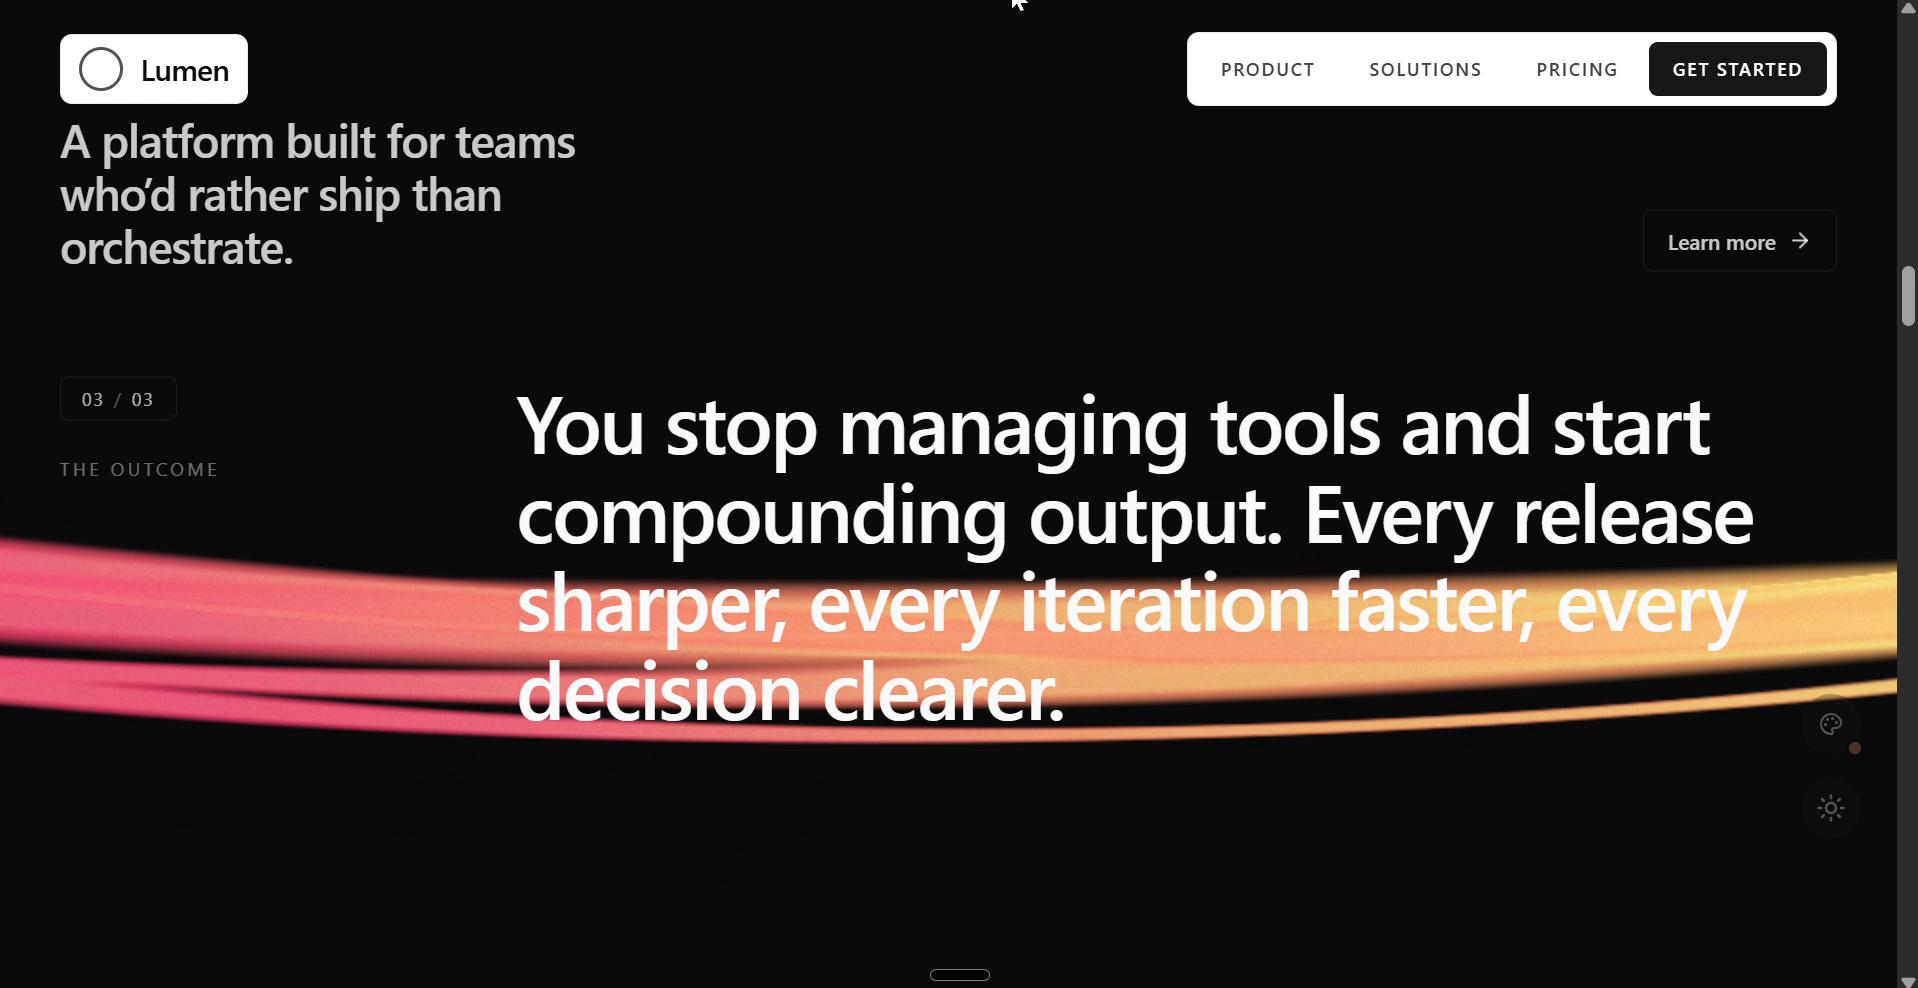 Lumen
PRODUCT
SOLUTIONS
PRICING
GET STARTED
A platform built for teams
who’d rather ship than
orchestrate.
Learn more
03 / 03
THE OUTCOME
You stop managing tools and start
compounding output. Every release
sharper, every iteration faster, every
decision clearer.